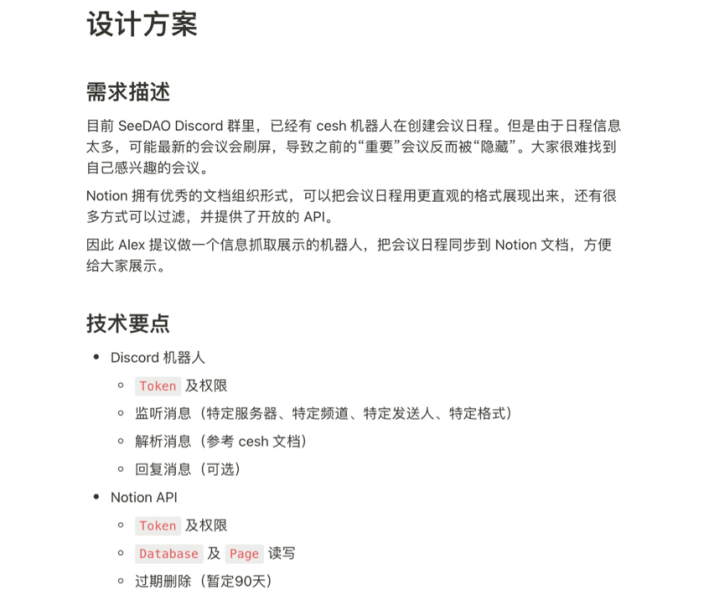 设计方案
需求描述
目前 SeeDAO Discord 群里，已经有 cesh 机器人在创建会议日程。但是由于日程信息
太多，可能最新的会议会刷屏，导致之前的“重要”会议反而被“隐藏”。大家很难找到
自己感兴趣的会议。
Notion 拥有优秀的文档组织形式，可以把会议日程用更直观的格式展现出来，还有很
多方式可以过滤，并提供了开放的 API。
因此 Alex 提议做一个信息抓取展示的机器人，把会议日程同步到 Notion 文档，方便
给大家展示。
技术要点
• Discord 机器人
◦ Token 及权限
◦ 监听消息（特定服务器、特定频道、特定发送人、特定格式）
◦ 解析消息（参考 cesh 文档）
◦ 回复消息（可选）
• Notion API
◦ Token 及权限
◦ Database 及 Page 读写
◦ 过期删除（暂定90天）